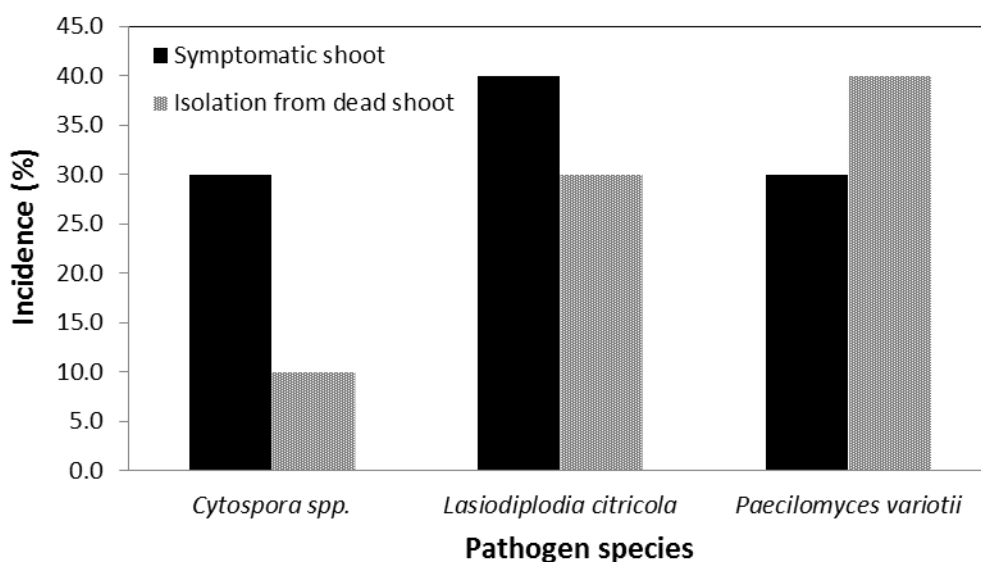 45.0
40.0
35.0
30.0
25.0
20.0
15.0
10.0
5.0
0.0
Incidence (%)
Symptomatic shoot
Isolation from dead shoot
Cytospora spp.
Lasiodiplodia citricola
Paecilomyces variotii
Pathogen species